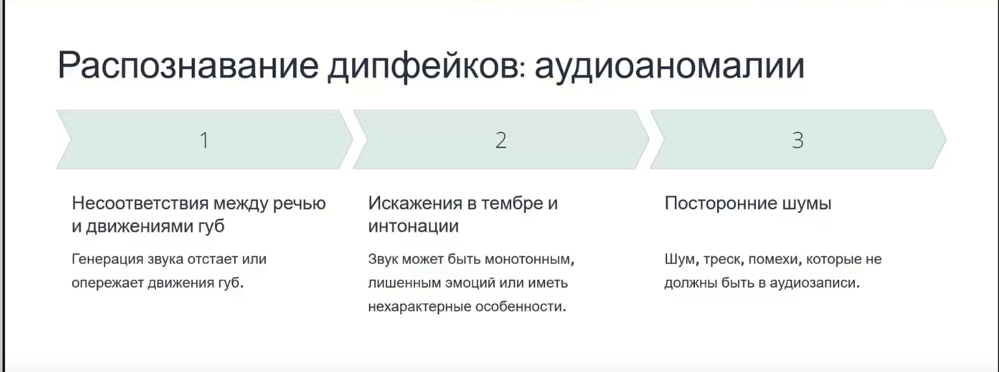 Распознавание дипфейков: аудиоаномалии
1
2
3
Несоответствия между речью
и движениями губ
Генерация звука отстает или
опережает движения губ.
Искажения в тембре и
интонации
Звук может быть монотонным,
лишенным эмоций или иметь
нехарактерные особенности.
Посторонние шумы
Шум, треск, помехи, которые не
должны быть в аудиозаписи.